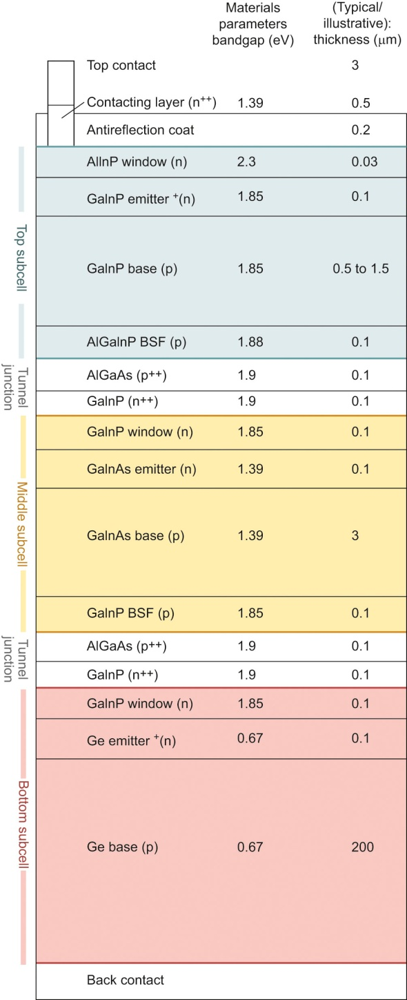 Materials parameters bandgap (eV)
(Typical/ illustrative): thickness (μm)
Top contact 3
Contacting layer (n++) 1.39 0.5
Antireflection coat 0.2
Top subcell
AlInP window (n) 2.3 0.03
GaInP emitter +(n) 1.85 0.1
GaInP base (p) 1.85 0.5 to 1.5
AlGaInP BSF (p) 1.88 0.1
Tunnel junction
AlGaAs (p++) 1.9 0.1
GaInP (n++) 1.9 0.1
Middle subcell
GaInP window (n) 1.85 0.1
GaInAs emitter (n) 1.39 0.1
GaInAs base (p) 1.39 3
GaInP BSF (p) 1.85 0.1
Tunnel junction
AlGaAs (p++) 1.9 0.1
GaInP (n++) 1.9 0.1
Bottom subcell
GaInP window (n) 1.85 0.1
Ge emitter +(n) 0.67 0.1
Ge base (p) 0.67 200
Back contact